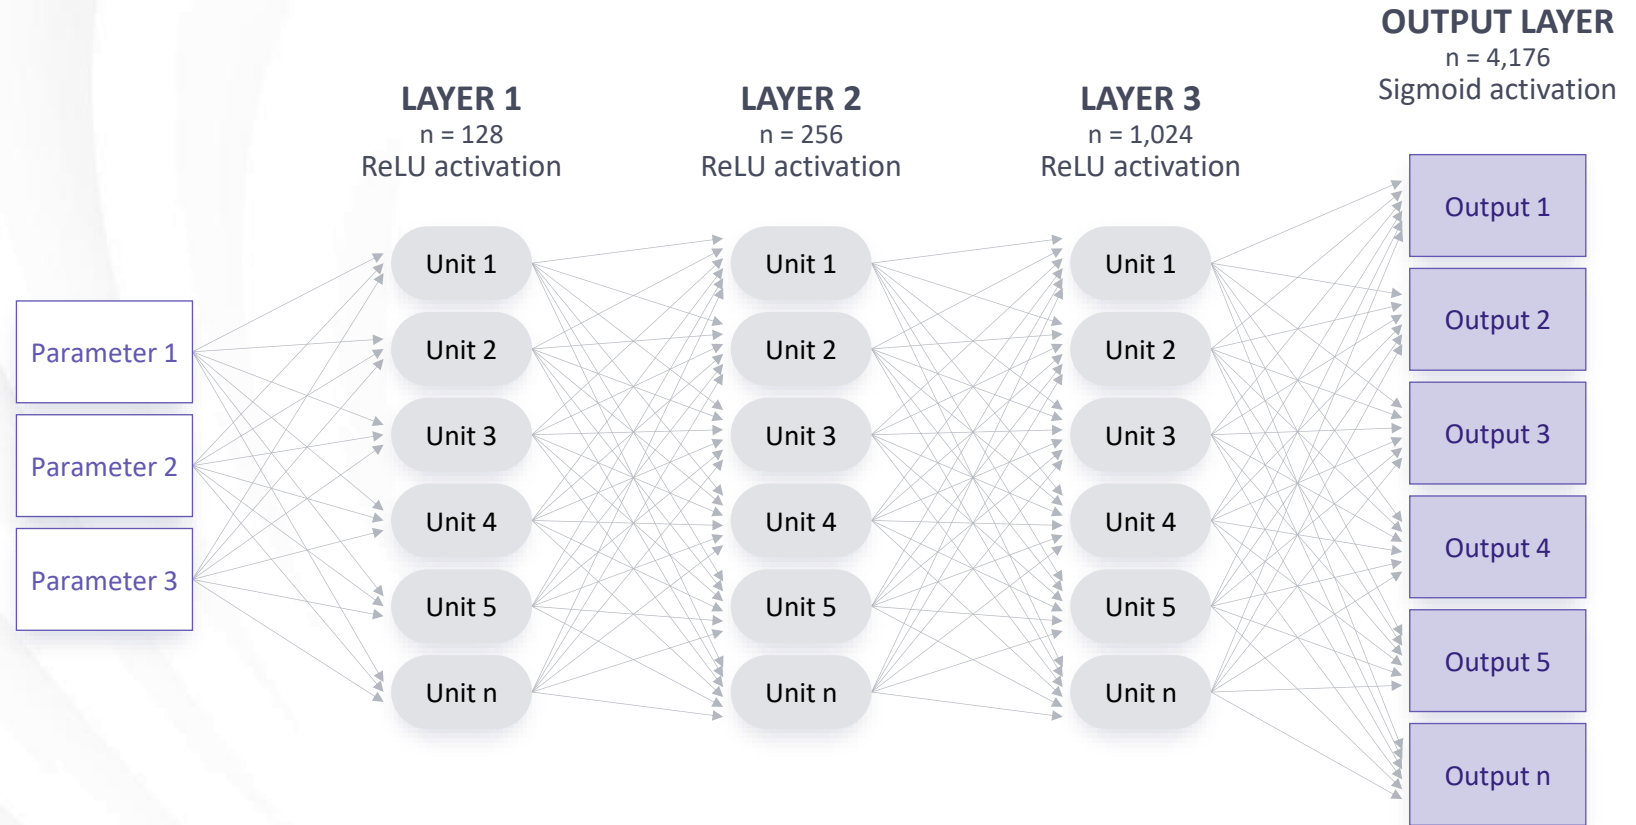 OUTPUT LAYER
n = 4,176
Sigmoid activation
LAYER 1
n = 128
ReLU activation
LAYER 2
n = 256
ReLU activation
LAYER 3
n = 1,024
ReLU activation
Parameter 1
Parameter 2
Parameter 3
Unit 1
Unit 2
Unit 3
Unit 4
Unit 5
Unit n
Unit 1
Unit 2
Unit 3
Unit 4
Unit 5
Unit n
Unit 1
Unit 2
Unit 3
Unit 4
Unit 5
Unit n
Output 1
Output 2
Output 3
Output 4
Output 5
Output n